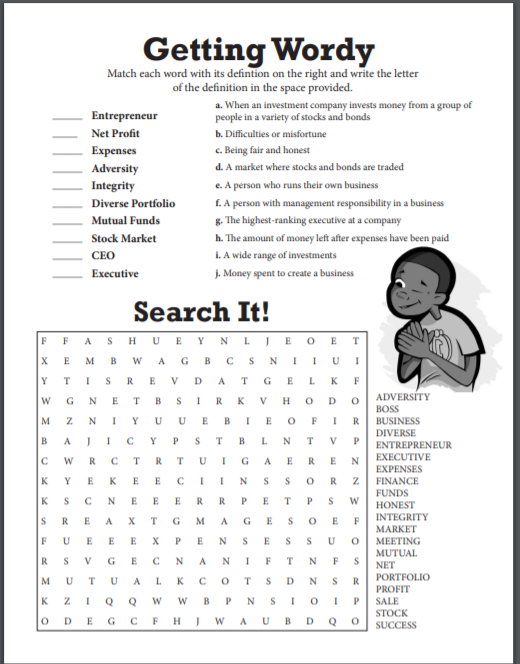 Getting Wordy
Match each word with its defintion on the right and write the letter
of the definition in the space provided.
Entrepreneur
Net Profit
Expenses
Adversity
Integrity
Diverse Portfolio
Mutual Funds
Stock Market
CEO
Executive
a. When an investment company invests money from a group of
people in a variety of stocks and bonds
b. Difficulties or misfortune
c. Being fair and honest
d. A market where stocks and bonds are traded
e. A person who runs their own business
f. A person with management responsibility in a business
g. The highest-ranking executive at a company
h. The amount of money left after expenses have been paid
i. A wide range of investments
j. Money spent to create a business
Search It!
F F A S H U E Y N L J E O E T
X E M B W A G B C S N I I U I
Y T I S R E V D A T G E L K F
W G N E T B S I R K V H O D O
M Z N I Y U U E B I E O F I R
B A J I C Y P S T B L N T V P
C W R C T R T U I G A E R E N
K Y E K E E C I I N S S O R Z
K S C N E E E R R P E T P S W
S R E A X T G M A G E S O E F
F U E E E X P E N S E S S U O
R S V G E C N A N I F T N F S
M U T U A L K C O T S D N S R
K Z I Q Q W W B P N S I O I P
O D E G C F H J W A U B D Q O
ADVERSITY
BOSS
BUSINESS
DIVERSE
ENTREPRENEUR
EXECUTIVE
EXPENSES
FINANCE
FUNDS
HONEST
INTEGRITY
MARKET
MEETING
MUTUAL
NET
PORTFOLIO
PROFIT
SALE
STOCK
SUCCESS